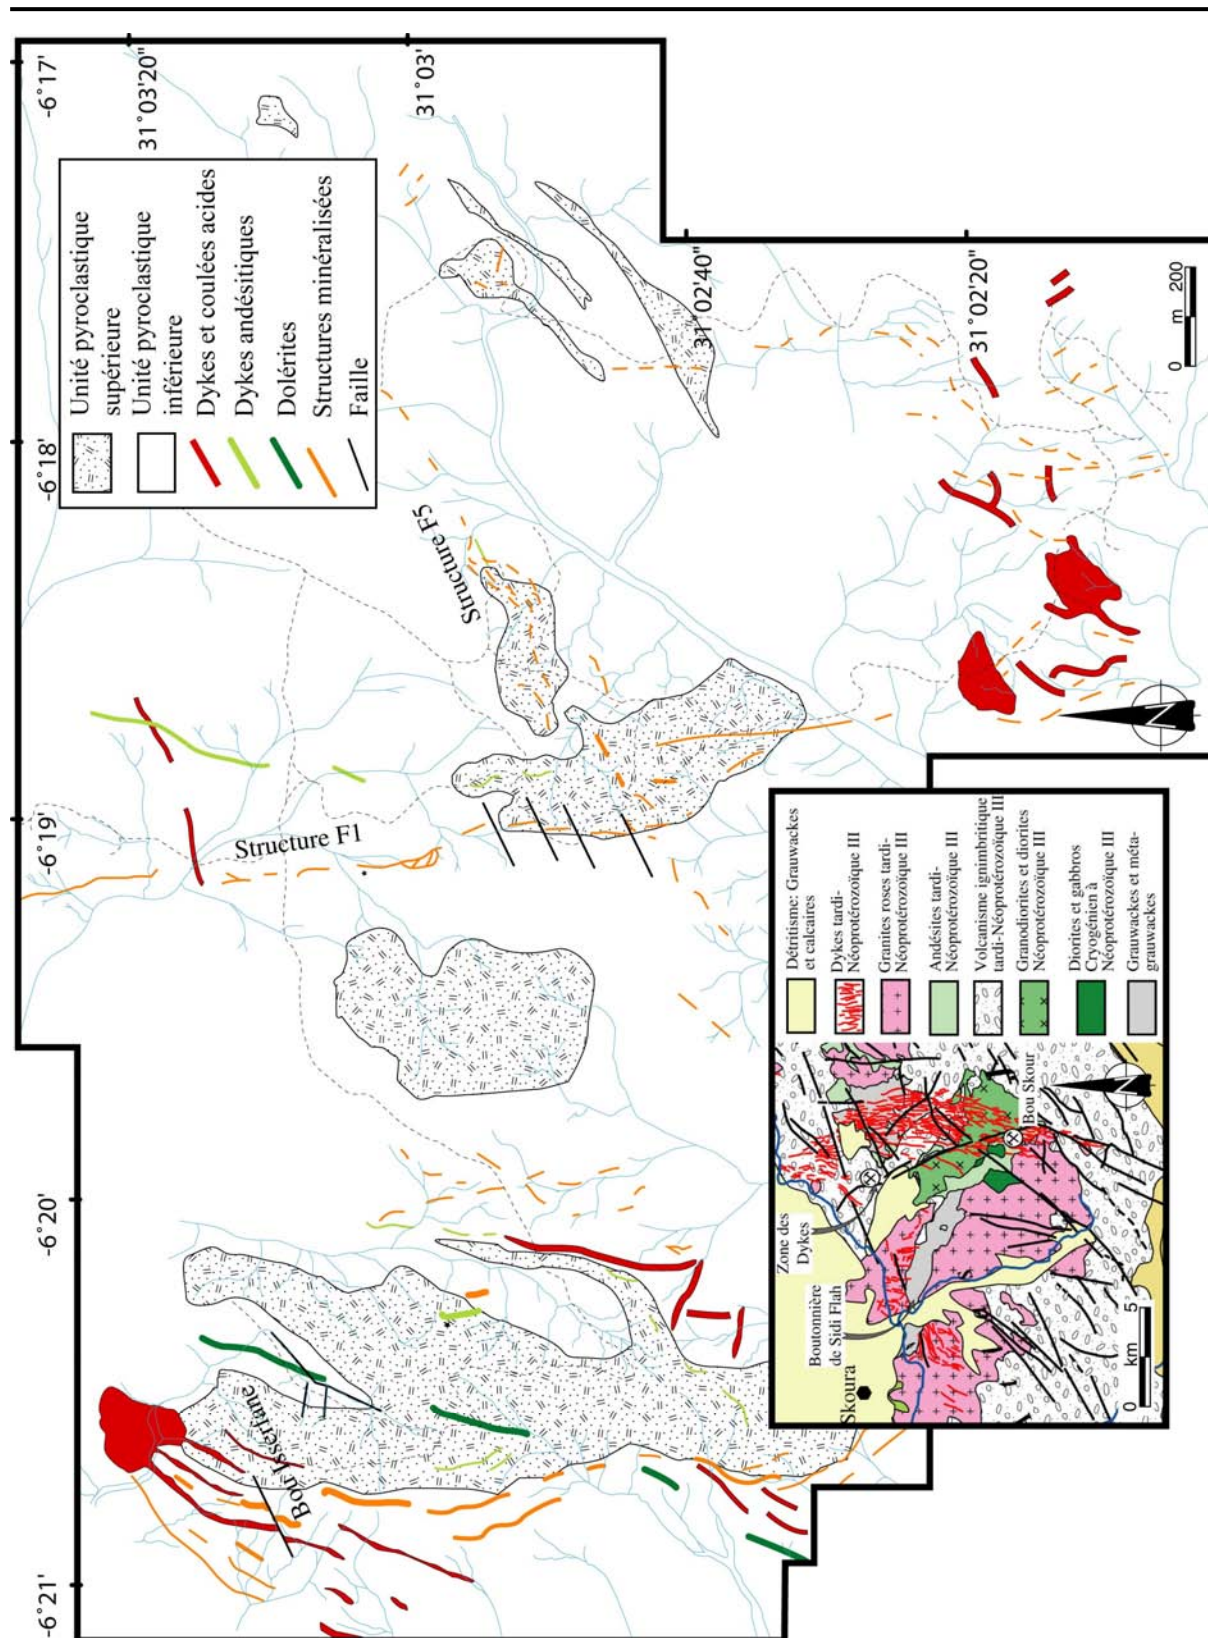 -6°17'
-6°18'
-6°19'
-6°20'
-6°21'
31°03'20"
31°03'
31°02'40"
31°02'20"
Unité pyroclastique
supérieure
Unité pyroclastique
inférieure
Dykes et coulées acides
Dykes andésitiques
Dolérites
Structures minéralisées
Faille
Structure F5
Structure F1
Bou Isserfane
0 m 200
N
Détritisme: Grauwackes
et calcaires
Dykes tardi-
Néoprotérozoïque III
Granites roses tardi-
Néoprotérozoïque III
Andésites tardi-
Néoprotérozoïque III
Volcanisme ignimbritique
tardi-Néoprotérozoïque III
Granodiorites et diorites
Néoprotérozoïque III
Diorites et gabbros
Cryogénien à
Néoprotérozoïque III
Grauwackes et méta-
grauwackes
Zone des
Dykes
Boutonnière
de Sidi Flah
Skoura
Bou Skour
0 km 5
N